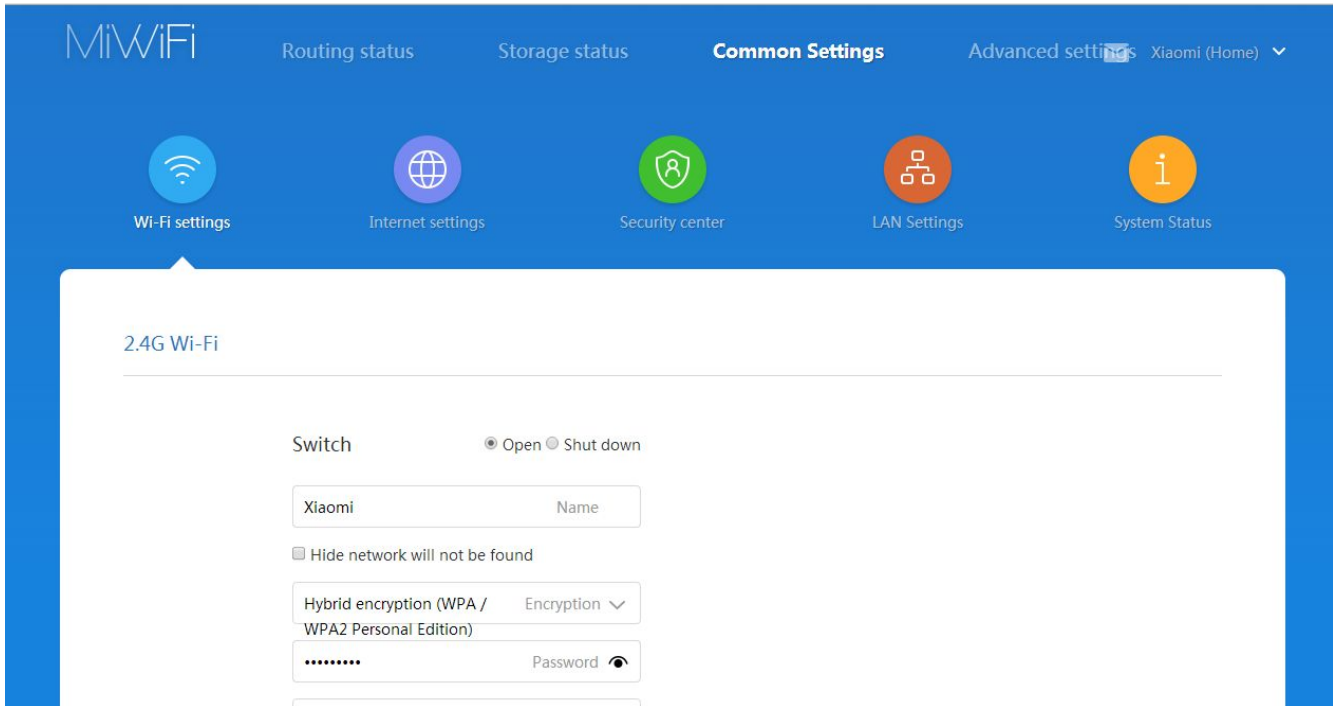 MiWiFi
Routing status
Storage status
Common Settings
Advanced settings
Xiaomi (Home)
Wi-Fi settings
Internet settings
Security center
LAN Settings
System Status
2.4G Wi-Fi
Switch
Open
Shut down
Xiaomi
Name
Hide network will not be found
Hybrid encryption (WPA /
Encryption
WPA2 Personal Edition)
•••••••••
Password